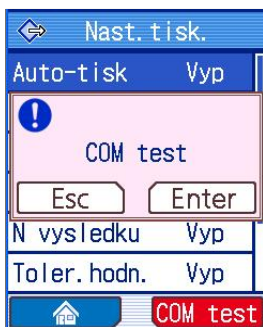 Nast. tisk.
Auto-tisk Vyp
COM test
Esc Enter
N vysledku Vyp
Toler. hodn. Vyp
COM test